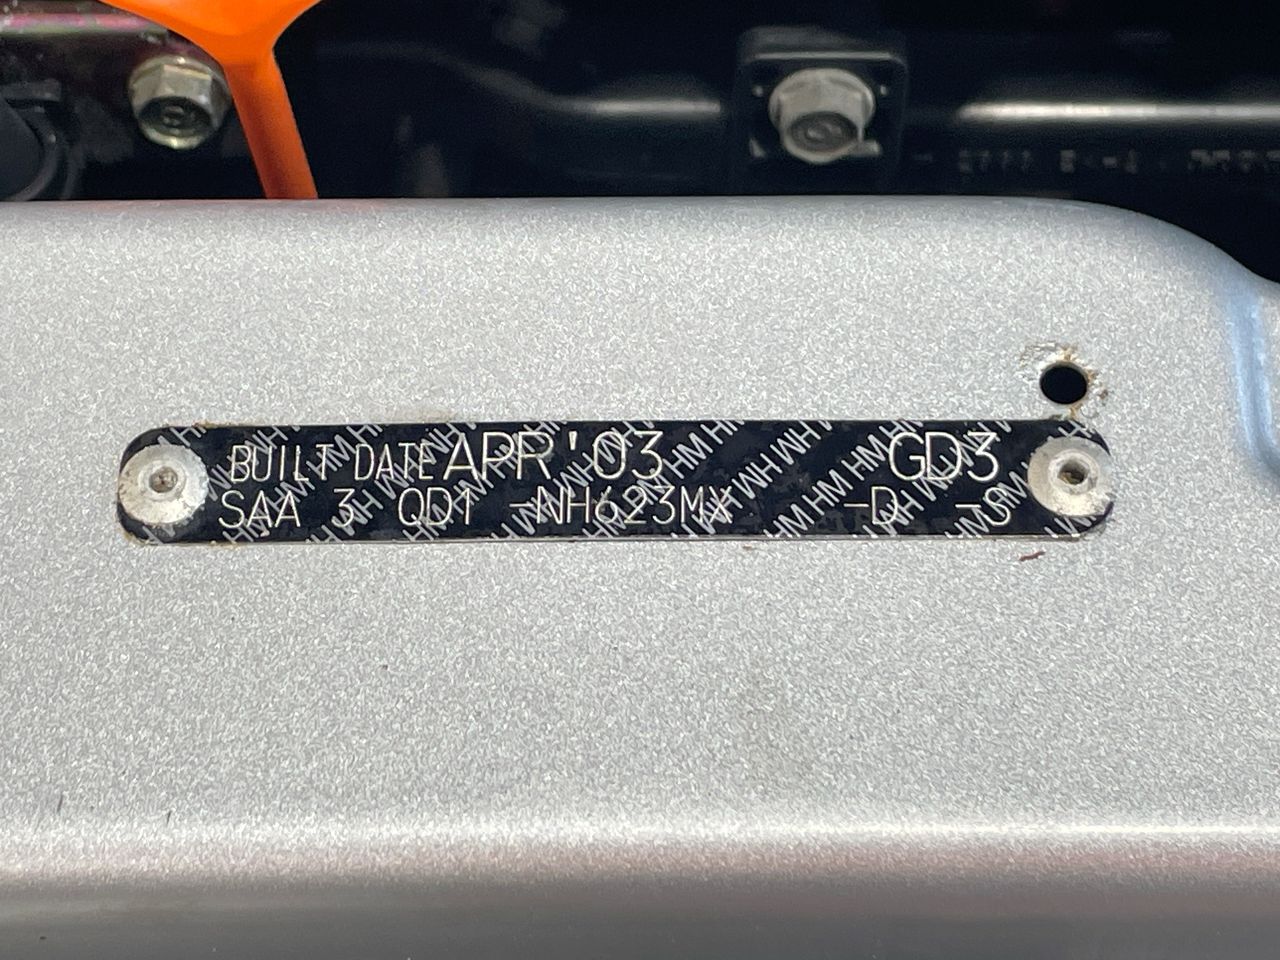 BUILT DATE APR '03 GD3
SAA 3 QD1 -NH623MX -D -S